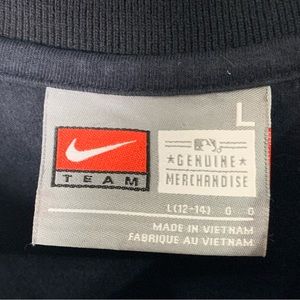 L
TEAM
GENUINE
MERCHANDISE
L(12-14) G G
MADE IN VIETNAM
FABRIQUE AU VIETNAM